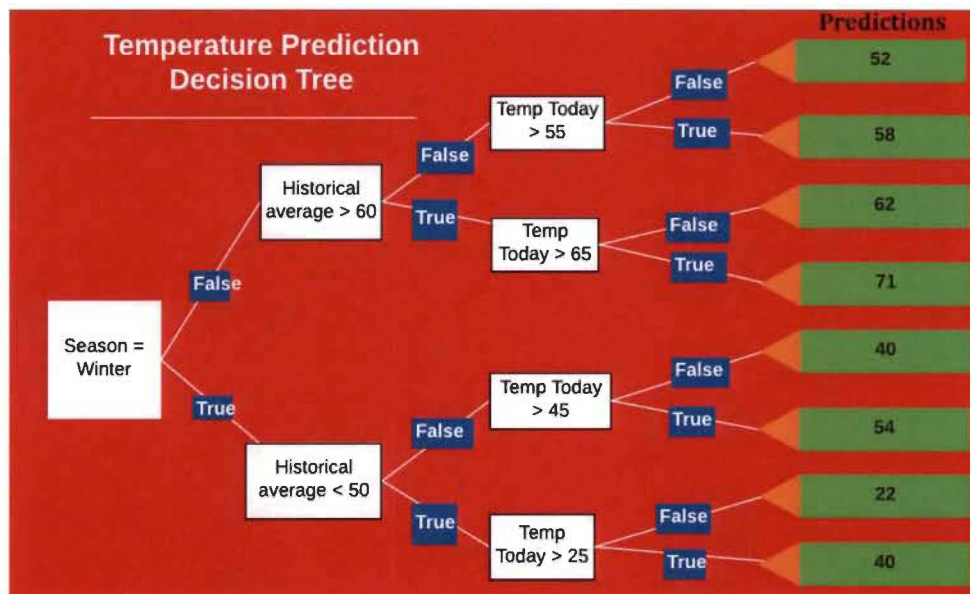 Predictions
Temperature Prediction
Decision Tree
False
52
Temp Today
> 55
True
58
False
Historical
average > 60
True
False
62
Temp
Today > 65
True
71
False
Season =
Winter
False
40
Temp Today
> 45
True
True
54
False
Historical
average < 50
22
False
True
Temp
Today > 25
True
40